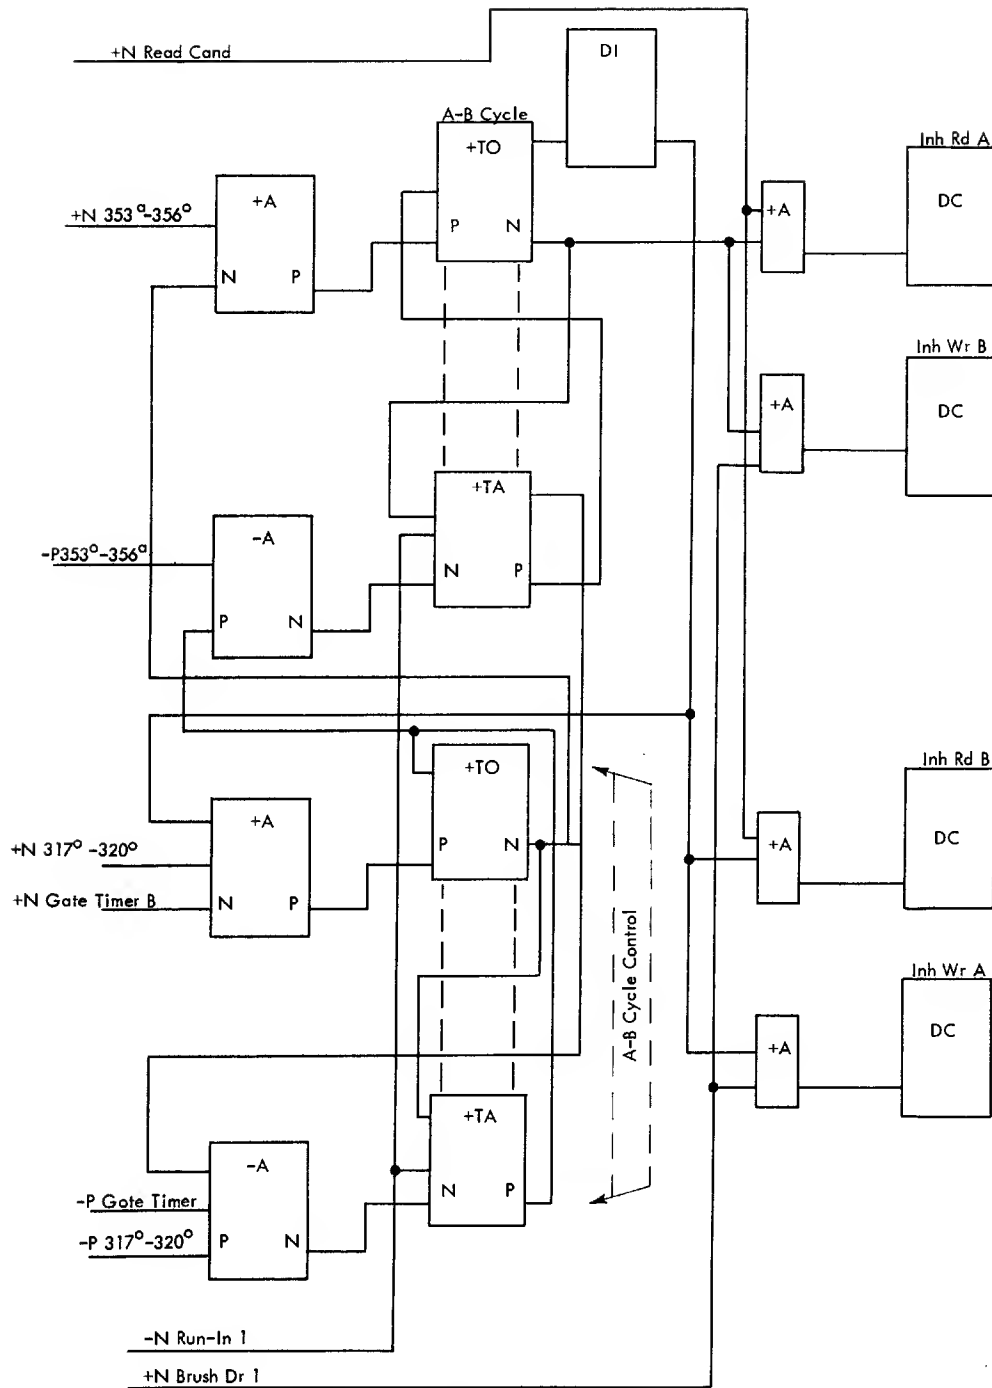 +N Read Cand
DI
A-B Cycle
+TO
P N
Inh Rd A
DC
+A
+N 353°-356°
+A
N P
Inh Wr B
DC
+A
+TA
N P
-P353°-356°
-A
P N
+TO
P N
Inh Rd B
DC
+A
+N 317°-320°
+N Gate Timer B
+A
N P
A-B Cycle Control
Inh Wr A
DC
+A
+TA
N P
-A
P N
-P Gote Timer
-P 317°-320°
-N Run-In 1
+N Brush Dr 1